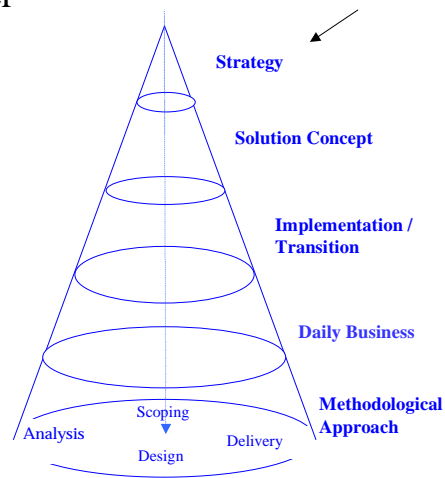 Strategy
Solution Concept
Implementation /
Transition
Daily Business
Methodological
Approach
Scoping
Analysis
Delivery
Design